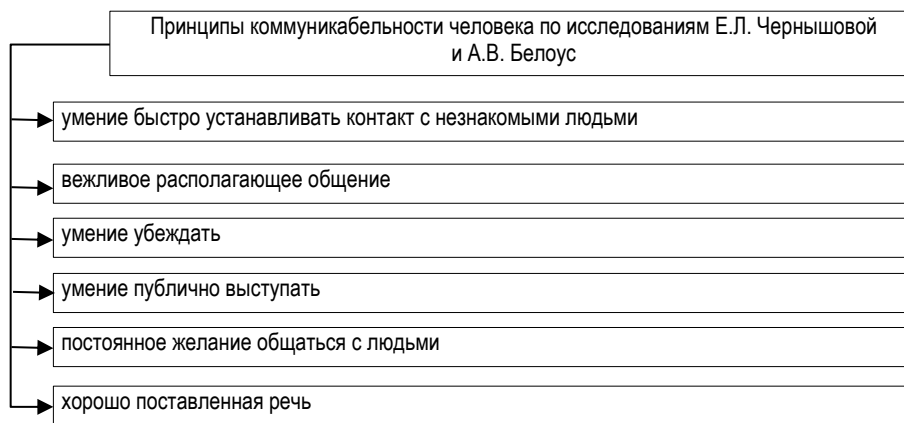 Принципы коммуникабельности человека по исследованиям Е.Л. Чернышовой
и А.В. Белоус
умение быстро устанавливать контакт с незнакомыми людьми
вежливое располагающее общение
умение убеждать
умение публично выступать
постоянное желание общаться с людьми
хорошо поставленная речь